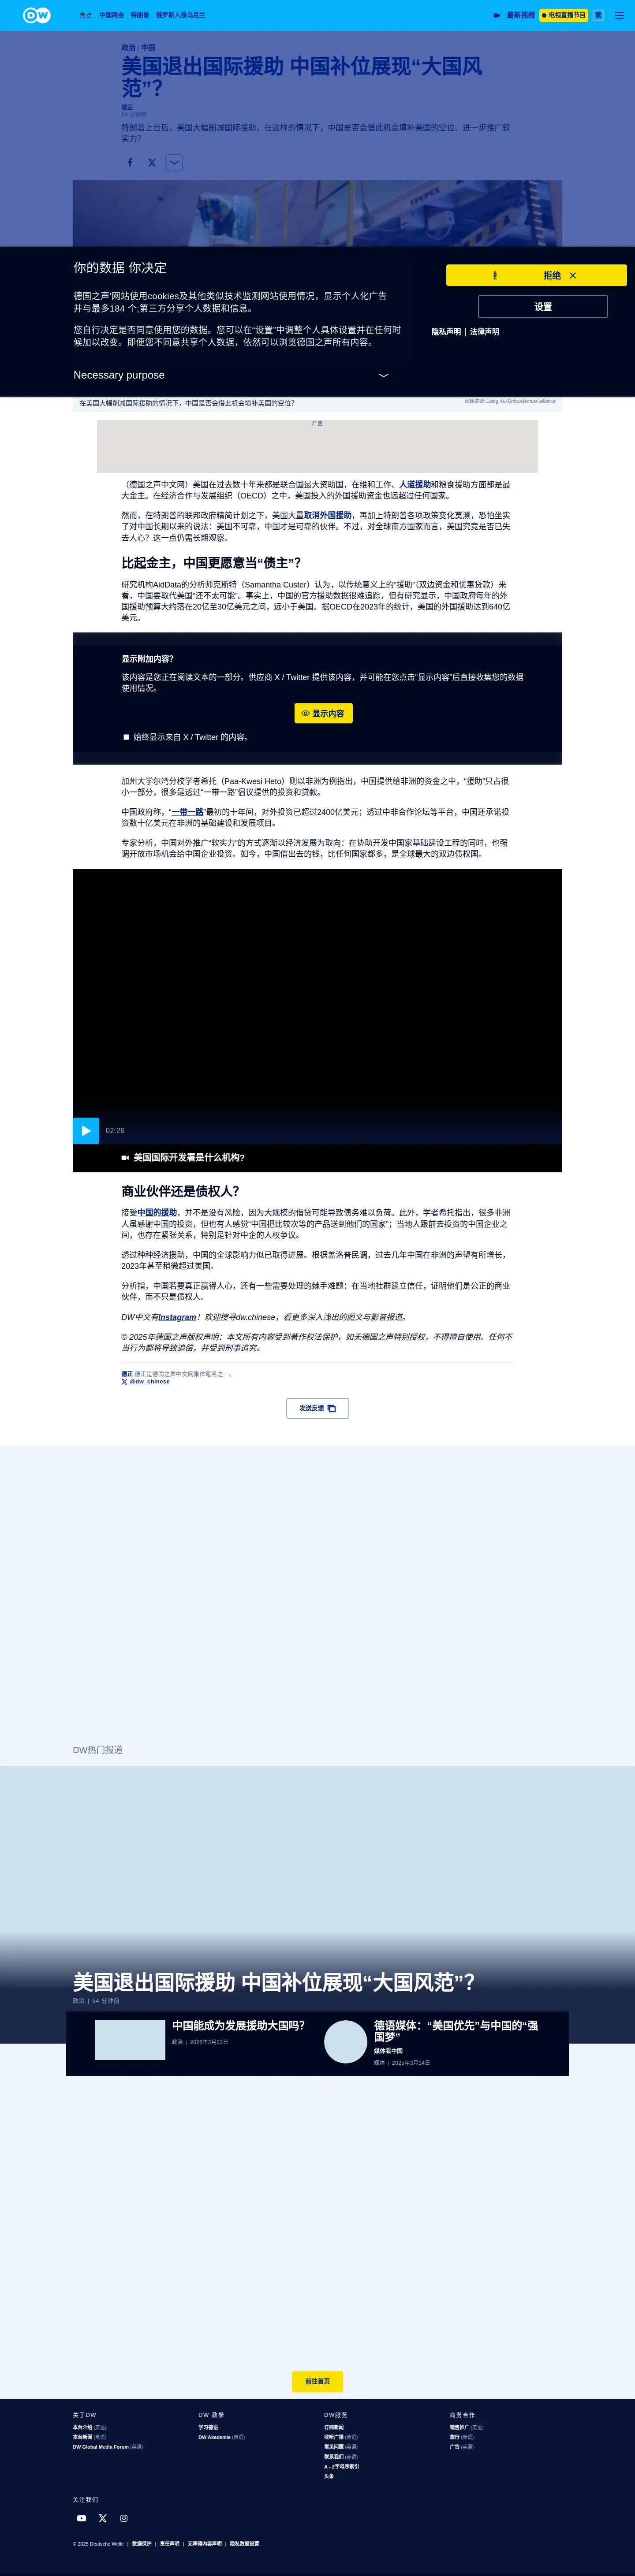 DW
焦点 中国两会 特朗普 俄罗斯入侵乌克兰
最新视频 电视直播节目 繁
政治 | 中国
美国退出国际援助 中国补位展现“大国风
范”？
德正
54 分钟前
特朗普上台后，美国大幅削减国际援助，在这样的情况下，中国是否会借此机会填补美国的空位、进一步推广软
实力？
你的数据 你决定
德国之声˙网站使用cookies及其他类似技术监测网站使用情况，显示个人化广告
并与最多184 个;第三方分享个人数据和信息。
您自行决定是否同意使用您的数据。您可以在“设置”中调整个人具体设置并在任何时
候加以改变。即便您不同意共享个人数据，依然可以浏览德国之声所有内容。
Necessary purpose
拒绝
设置
隐私声明 | 法律声明
在美国大幅削减国际援助的情况下，中国是否会借此机会填补美国的空位？
图像来源: Liang Xu/Xinhua/picture alliance
广告
（德国之声中文网）美国在过去数十年来都是联合国最大资助国，在维和工作、人道援助和粮食援助方面都是最
大金主。在经济合作与发展组织（OECD）之中，美国投入的外国援助资金也远超过任何国家。
然而，在特朗普的联邦政府精简计划之下，美国大量取消外国援助，再加上特朗普各项政策变化莫测，恐怕坐实
了对中国长期以来的说法：美国不可靠，中国才是可靠的伙伴。不过，对全球南方国家而言，美国究竟是否已失
去人心？这一点仍需长期观察。
比起金主，中国更愿意当“债主”？
研究机构AidData的分析师克斯特（Samantha Custer）认为，以传统意义上的“援助”（双边资金和优惠贷款）来
看，中国要取代美国“还不太可能”。事实上，中国的官方援助数据很难追踪，但有研究显示，中国政府每年的外
国援助预算大约落在20亿至30亿美元之间，远小于美国。据OECD在2023年的统计，美国的外国援助达到640亿
美元。
显示附加内容？
该内容是您正在阅读文本的一部分。供应商 X / Twitter 提供该内容，并可能在您点击“显示内容”后直接收集您的数据
使用情况。
显示内容
始终显示来自 X / Twitter 的内容。
加州大学尔湾分校学者希托（Paa-Kwesi Heto）则以非洲为例指出，中国提供给非洲的资金之中，“援助”只占很
小一部分，很多是透过“一带一路”倡议提供的投资和贷款。
中国政府称，“一带一路”最初的十年间，对外投资已超过2400亿美元；透过中非合作论坛等平台，中国还承诺投
资数十亿美元在非洲的基础建设和发展项目。
专家分析，中国对外推广“软实力”的方式逐渐以经济发展为取向：在协助开发中国家基础建设工程的同时，也强
调开放市场机会给中国企业投资。如今，中国借出去的钱，比任何国家都多，是全球最大的双边债权国。
02:26
美国国际开发署是什么机构？
商业伙伴还是债权人？
接受中国的援助，并不是没有风险，因为大规模的借贷可能导致债务难以负荷。此外，学者希托指出，很多非洲
人虽感谢中国的投资，但也有人感觉“中国把比较次等的产品送到他们的国家”；当地人跟前去投资的中国企业之
间，也存在紧张关系，特别是针对中企的人权争议。
透过种种经济援助，中国的全球影响力似已取得进展。根据盖洛普民调，过去几年中国在非洲的声望有所增长，
2023年甚至稍微超过美国。
分析指，中国若要真正赢得人心，还有一些需要处理的棘手难题：在当地社群建立信任，证明他们是公正的商业
伙伴，而不只是债权人。
DW中文有Instagram！欢迎搜寻dw.chinese，看更多深入浅出的图文与影音报道。
© 2025年德国之声版权声明：本文所有内容受到著作权法保护，如无德国之声特别授权，不得擅自使用。任何不
当行为都将导致追偿，并受到刑事追究。
德正 德正是德国之声中文网集体笔名之一。
@dw_chinese
发送反馈
DW热门报道
美国退出国际援助 中国补位展现“大国风范”？
政治 | 54 分钟前
中国能成为发展援助大国吗？
政治 | 2025年3月23日
德语媒体：“美国优先”与中国的“强
国梦”
媒体看中国
媒体 | 2025年3月14日
前往首页
关于DW
本台介绍 (英语)
本台新闻 (英语)
DW Global Media Forum (英语)
DW 教学
学习德语
DW Akademie (英语)
DW服务
订阅新闻
收听广播 (英语)
常见问题 (英语)
联系我们 (英语)
A - Z字母序索引
头条
商务合作
销售推广 (英语)
旅行 (英语)
广告 (英语)
关注我们
© 2025 Deutsche Welle | 数据保护 | 责任声明 | 无障碍内容声明 | 隐私数据设置